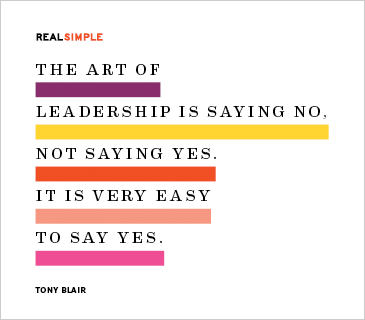 REALSIMPLE
THE ART OF
LEADERSHIP IS SAYING NO,
NOT SAYING YES.
IT IS VERY EASY
TO SAY YES.
TONY BLAIR